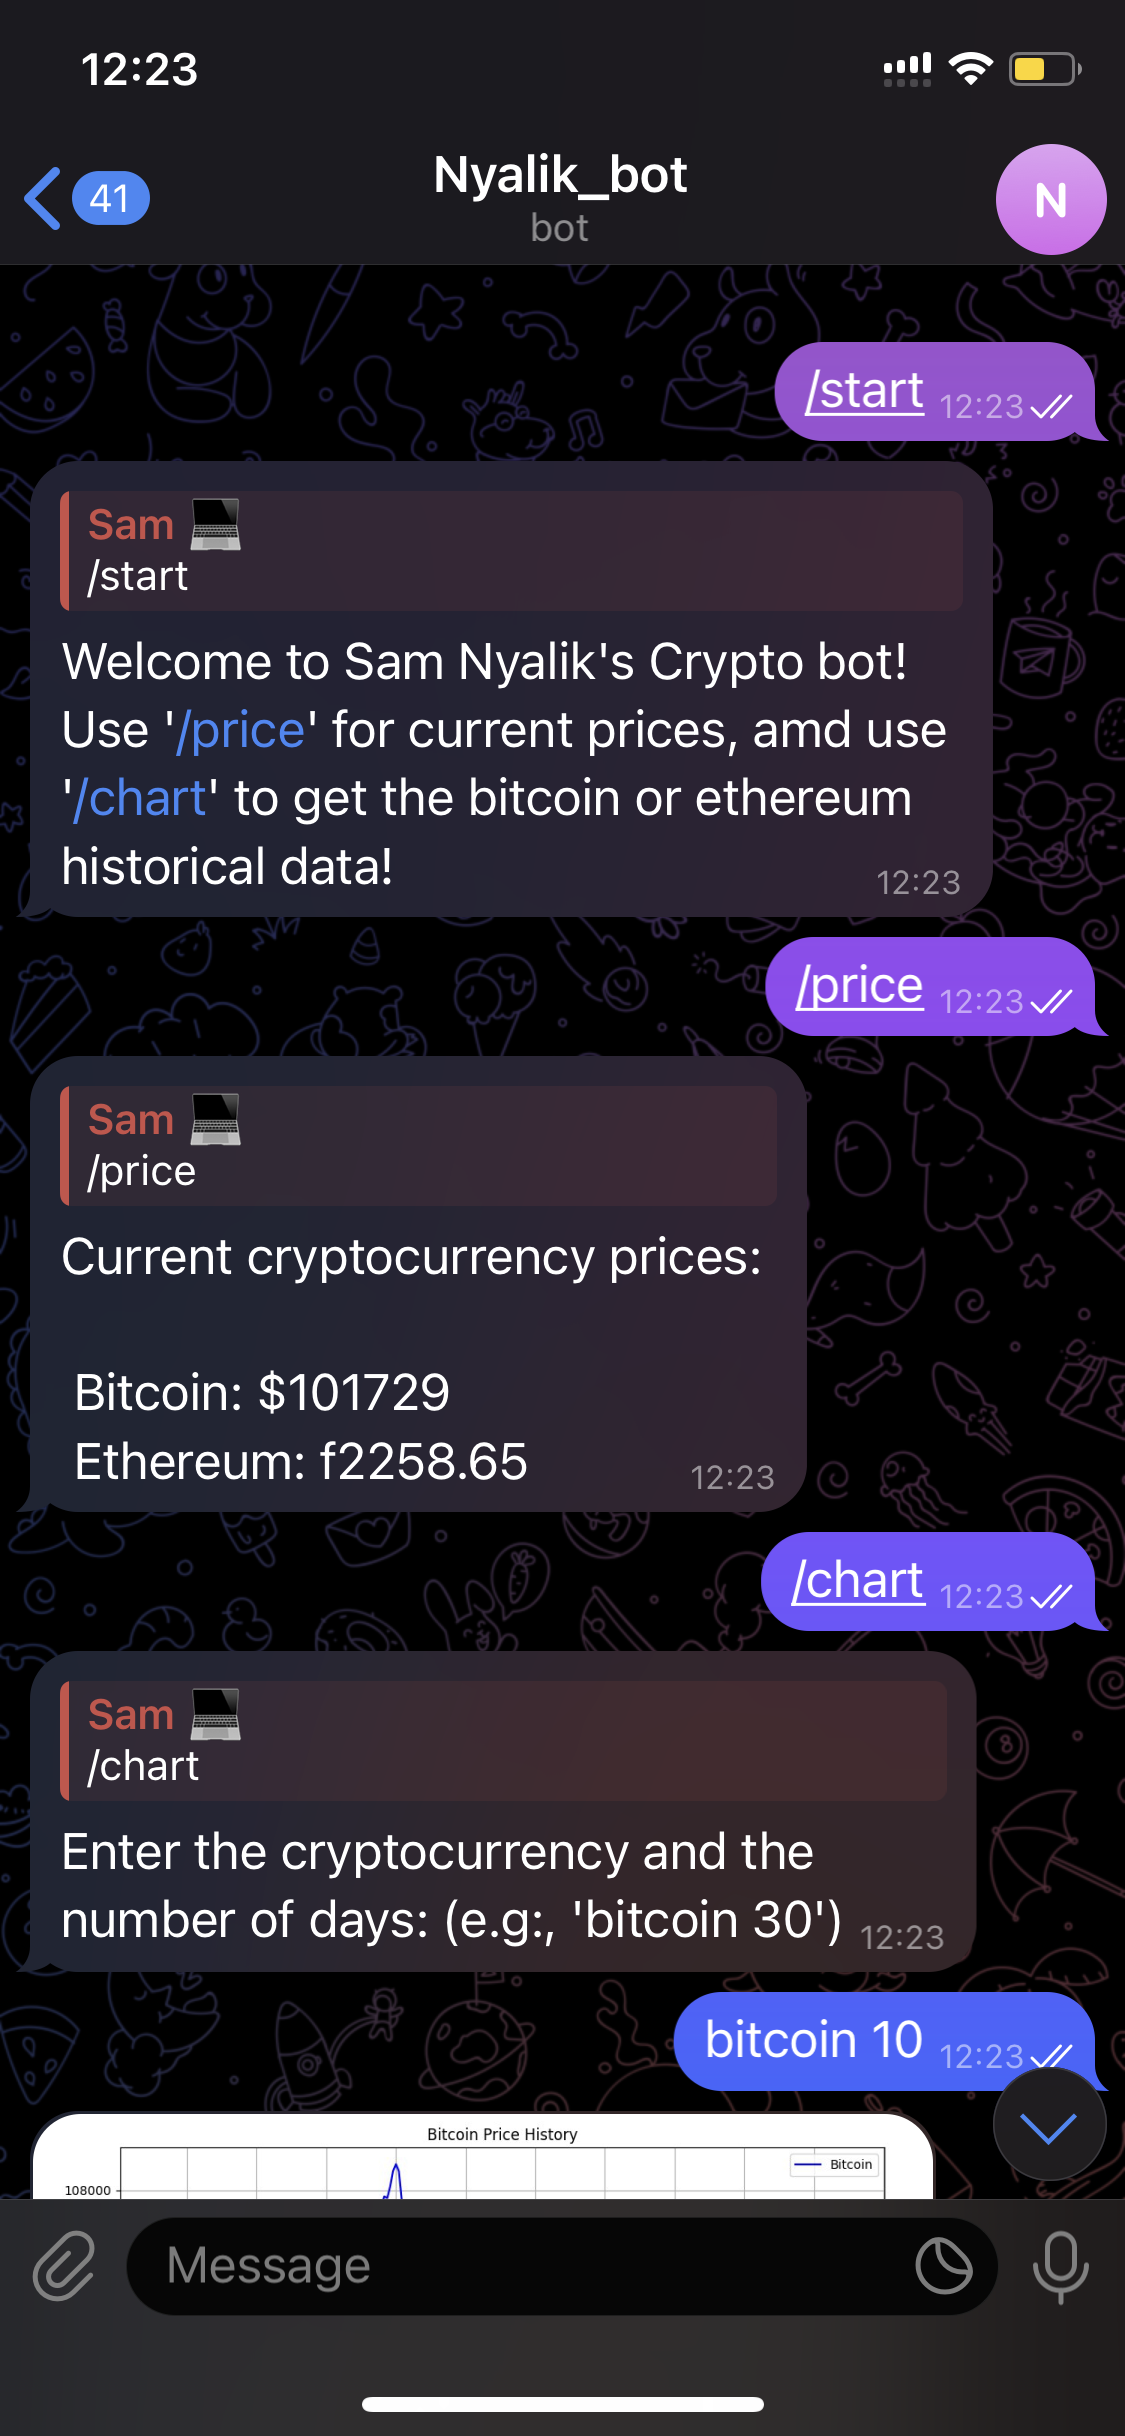 12:23
41
Nyalik_bot
bot
N
/start 12:23
Sam
/start
Welcome to Sam Nyalik's Crypto bot!
Use '/price' for current prices, amd use
'/chart' to get the bitcoin or ethereum
historical data!
12:23
/price 12:23
Sam
/price
Current cryptocurrency prices:
Bitcoin: $101729
Ethereum: f2258.65
12:23
/chart 12:23
Sam
/chart
Enter the cryptocurrency and the
number of days: (e.g:, 'bitcoin 30') 12:23
bitcoin 10 12:23
Bitcoin Price History
Bitcoin
108000
Message